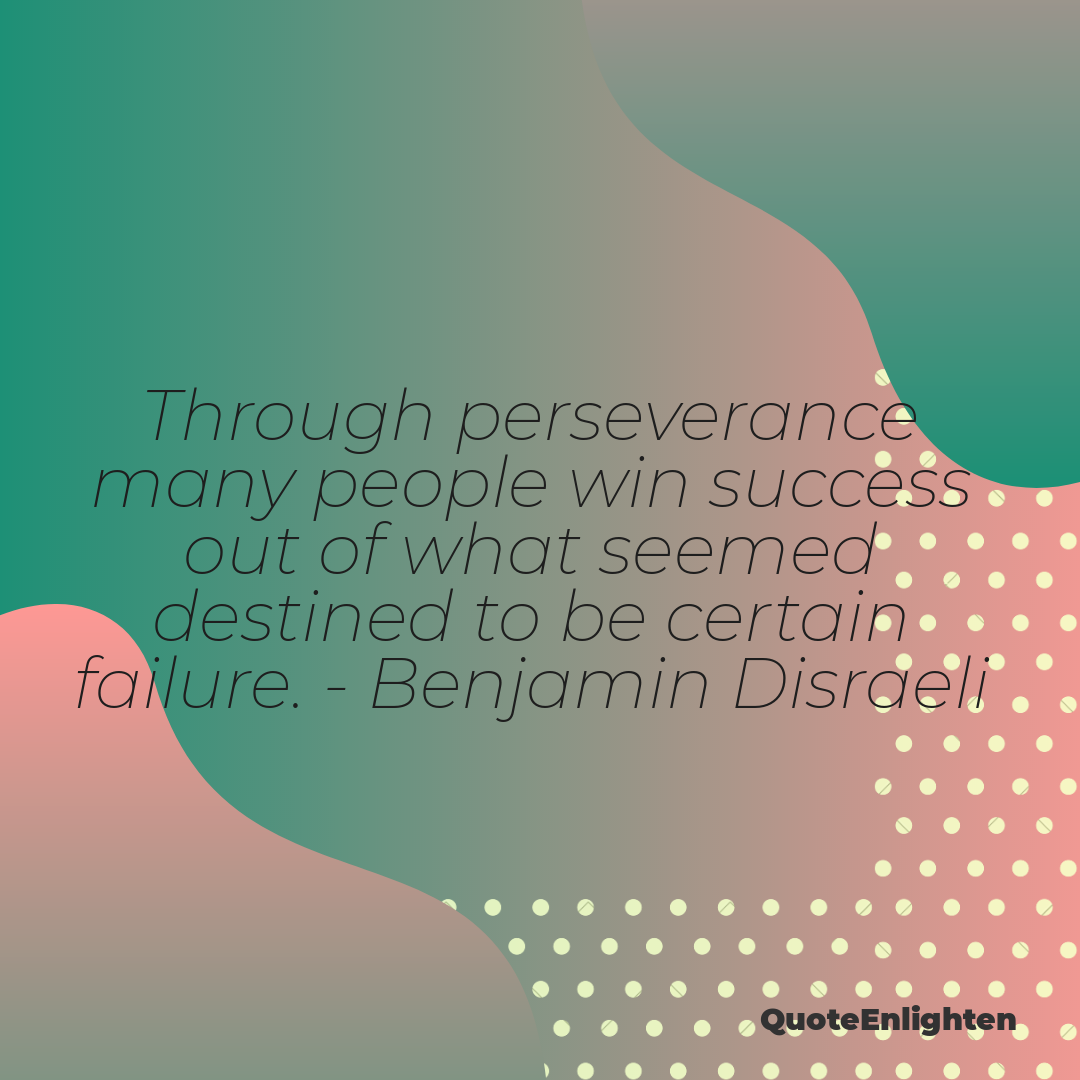 Through perseverance
many people win success
out of what seemed
destined to be certain
failure. - Benjamin Disraeli
QuoteEnlighten